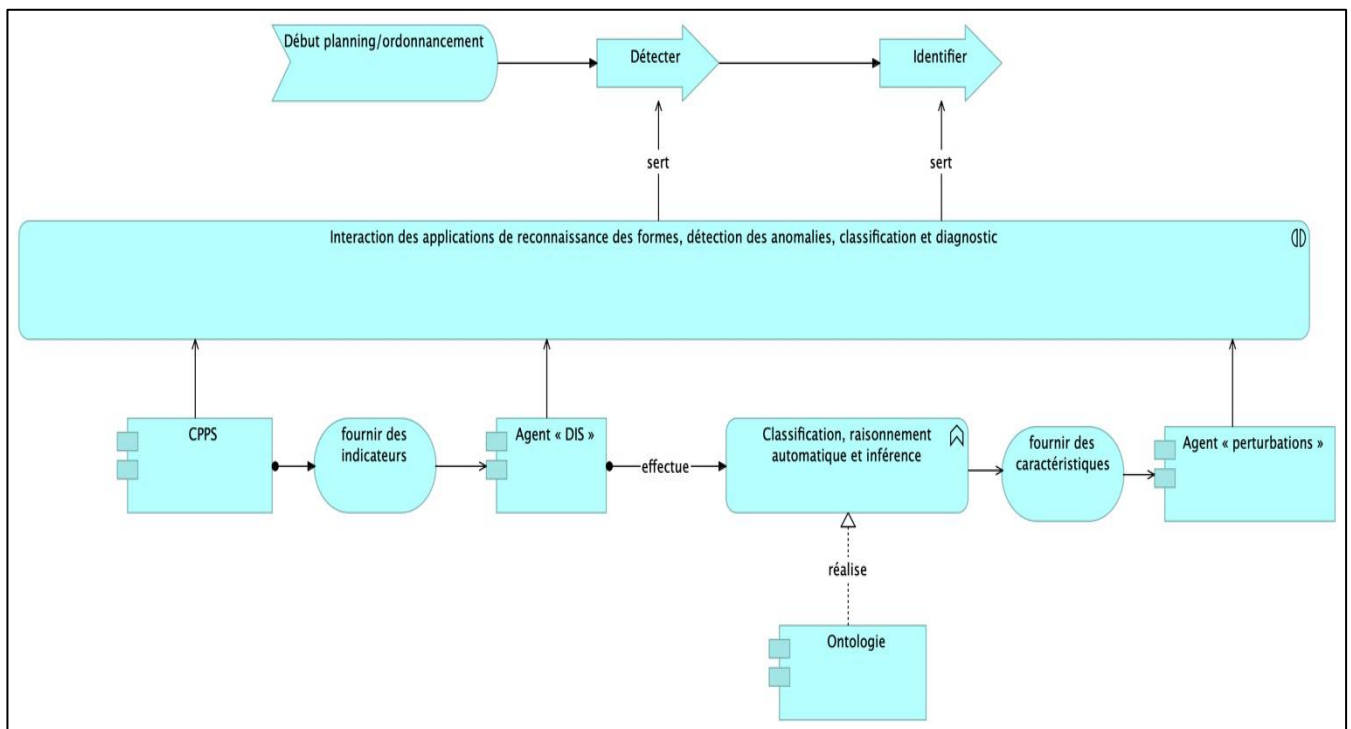 Début planning/ordonnancement
Détecter
Identifier
sert
sert
Interaction des applications de reconnaissance des formes, détection des anomalies, classification et diagnostic
CPPS
fournir des
indicateurs
Agent « DIS »
effectue
Classification, raisonnement
automatique et inférence
fournir des
caractéristiques
Agent « perturbations »
réalise
Ontologie